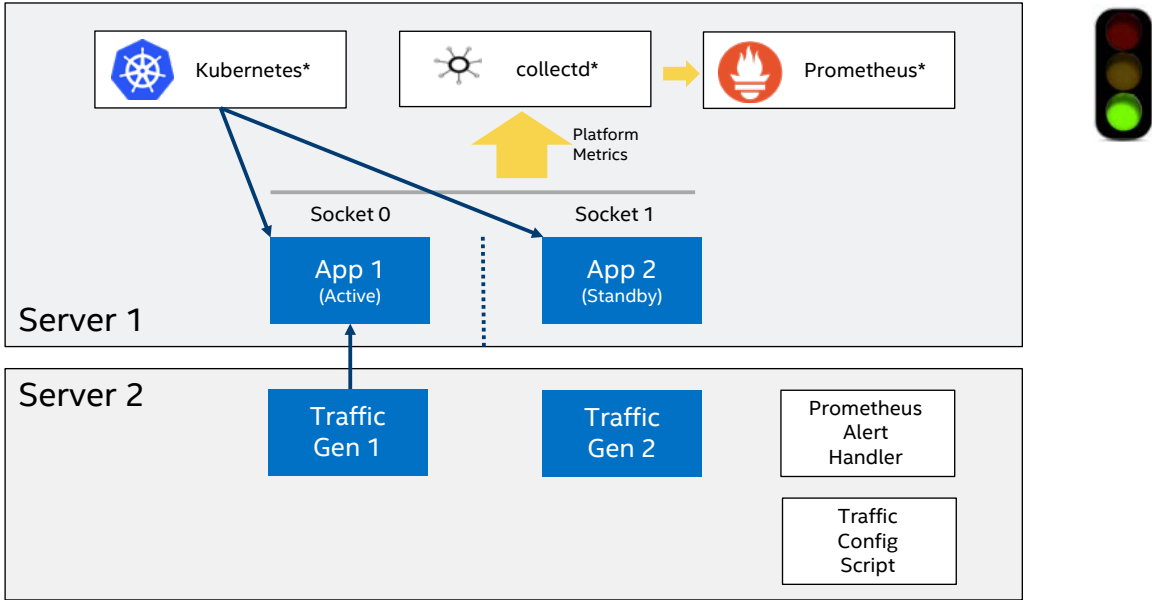 Kubernetes*
collectd*
Prometheus*
Platform
Metrics
Socket 0
Socket 1
App 1
(Active)
App 2
(Standby)
Server 1
Server 2
Traffic
Gen 1
Traffic
Gen 2
Prometheus
Alert
Handler
Traffic
Config
Script